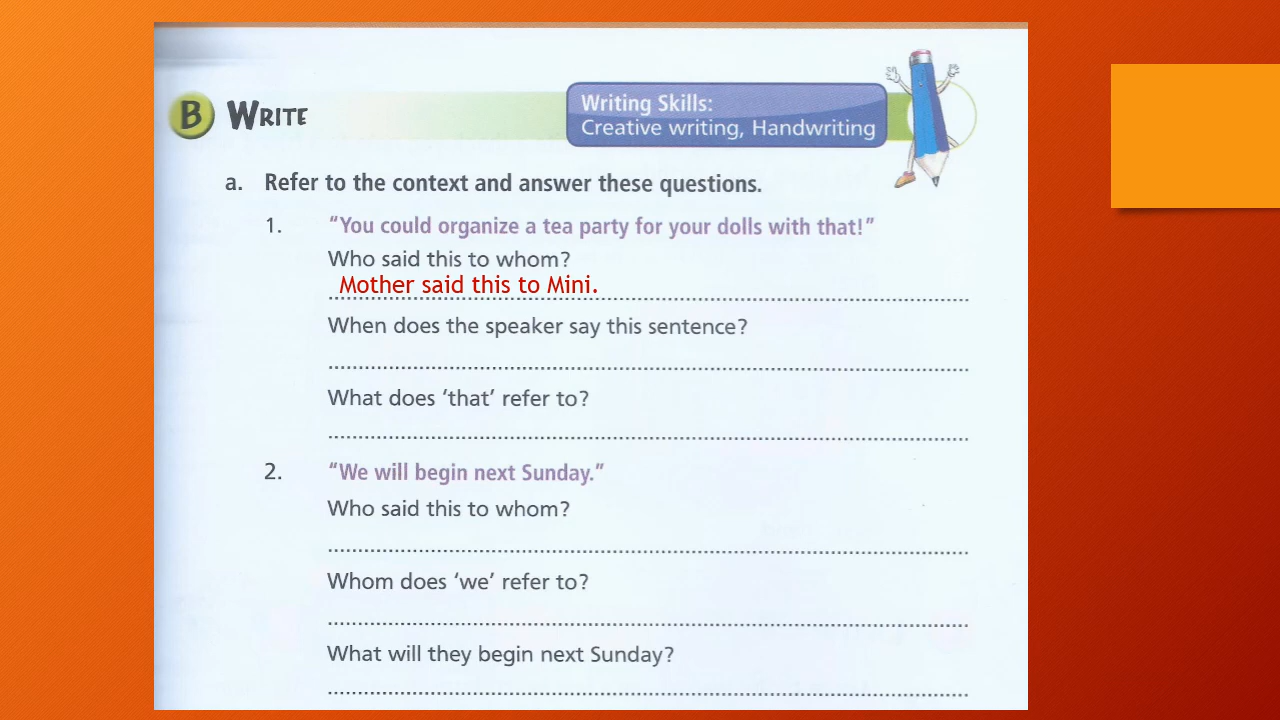 B WRITE
Writing Skills:
Creative writing, Handwriting
a. Refer to the context and answer these questions.
1. “You could organize a tea party for your dolls with that!”
Who said this to whom?
Mother said this to Mini.
When does the speaker say this sentence?
What does ‘that’ refer to?
2. “We will begin next Sunday.”
Who said this to whom?
Whom does ‘we’ refer to?
What will they begin next Sunday?